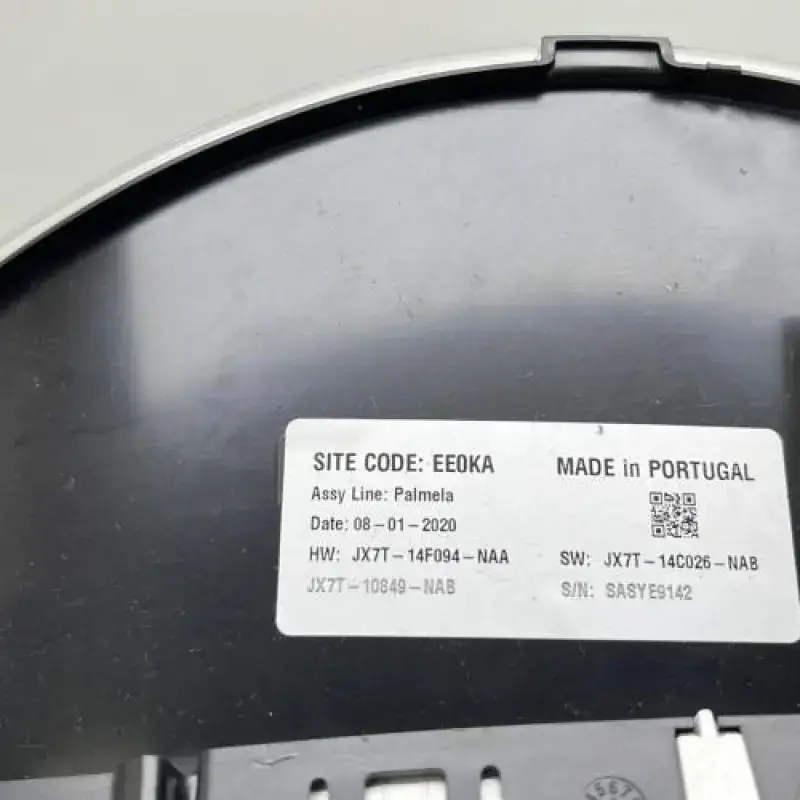 SITE CODE: EE0KA
MADE in PORTUGAL
Assy Line: Palmela
Date: 08-01-2020
HW: JX7T-14F094-NAA
SW: JX7T-14C026-NAB
JX7T-10849-NAB
S/N: SASYE9142